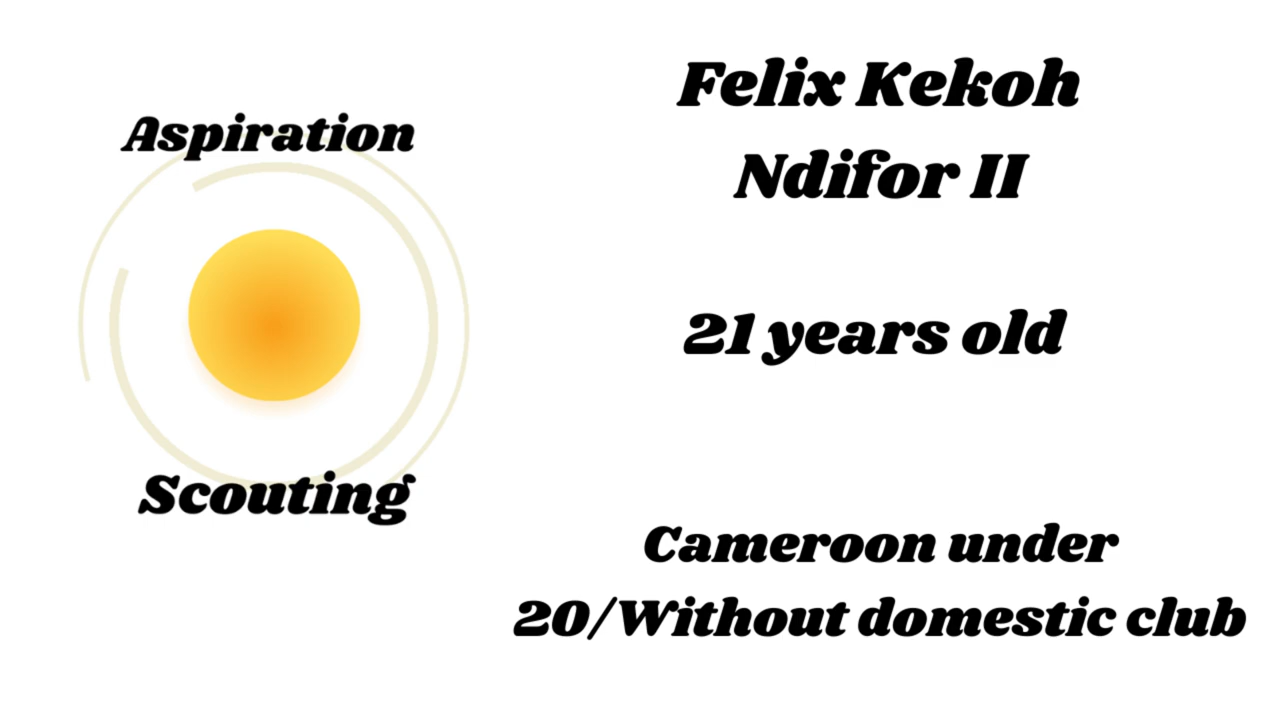 Aspiration
Scouting
Felix Kekoh
Ndifor II
21 years old
Cameroon under
20/Without domestic club